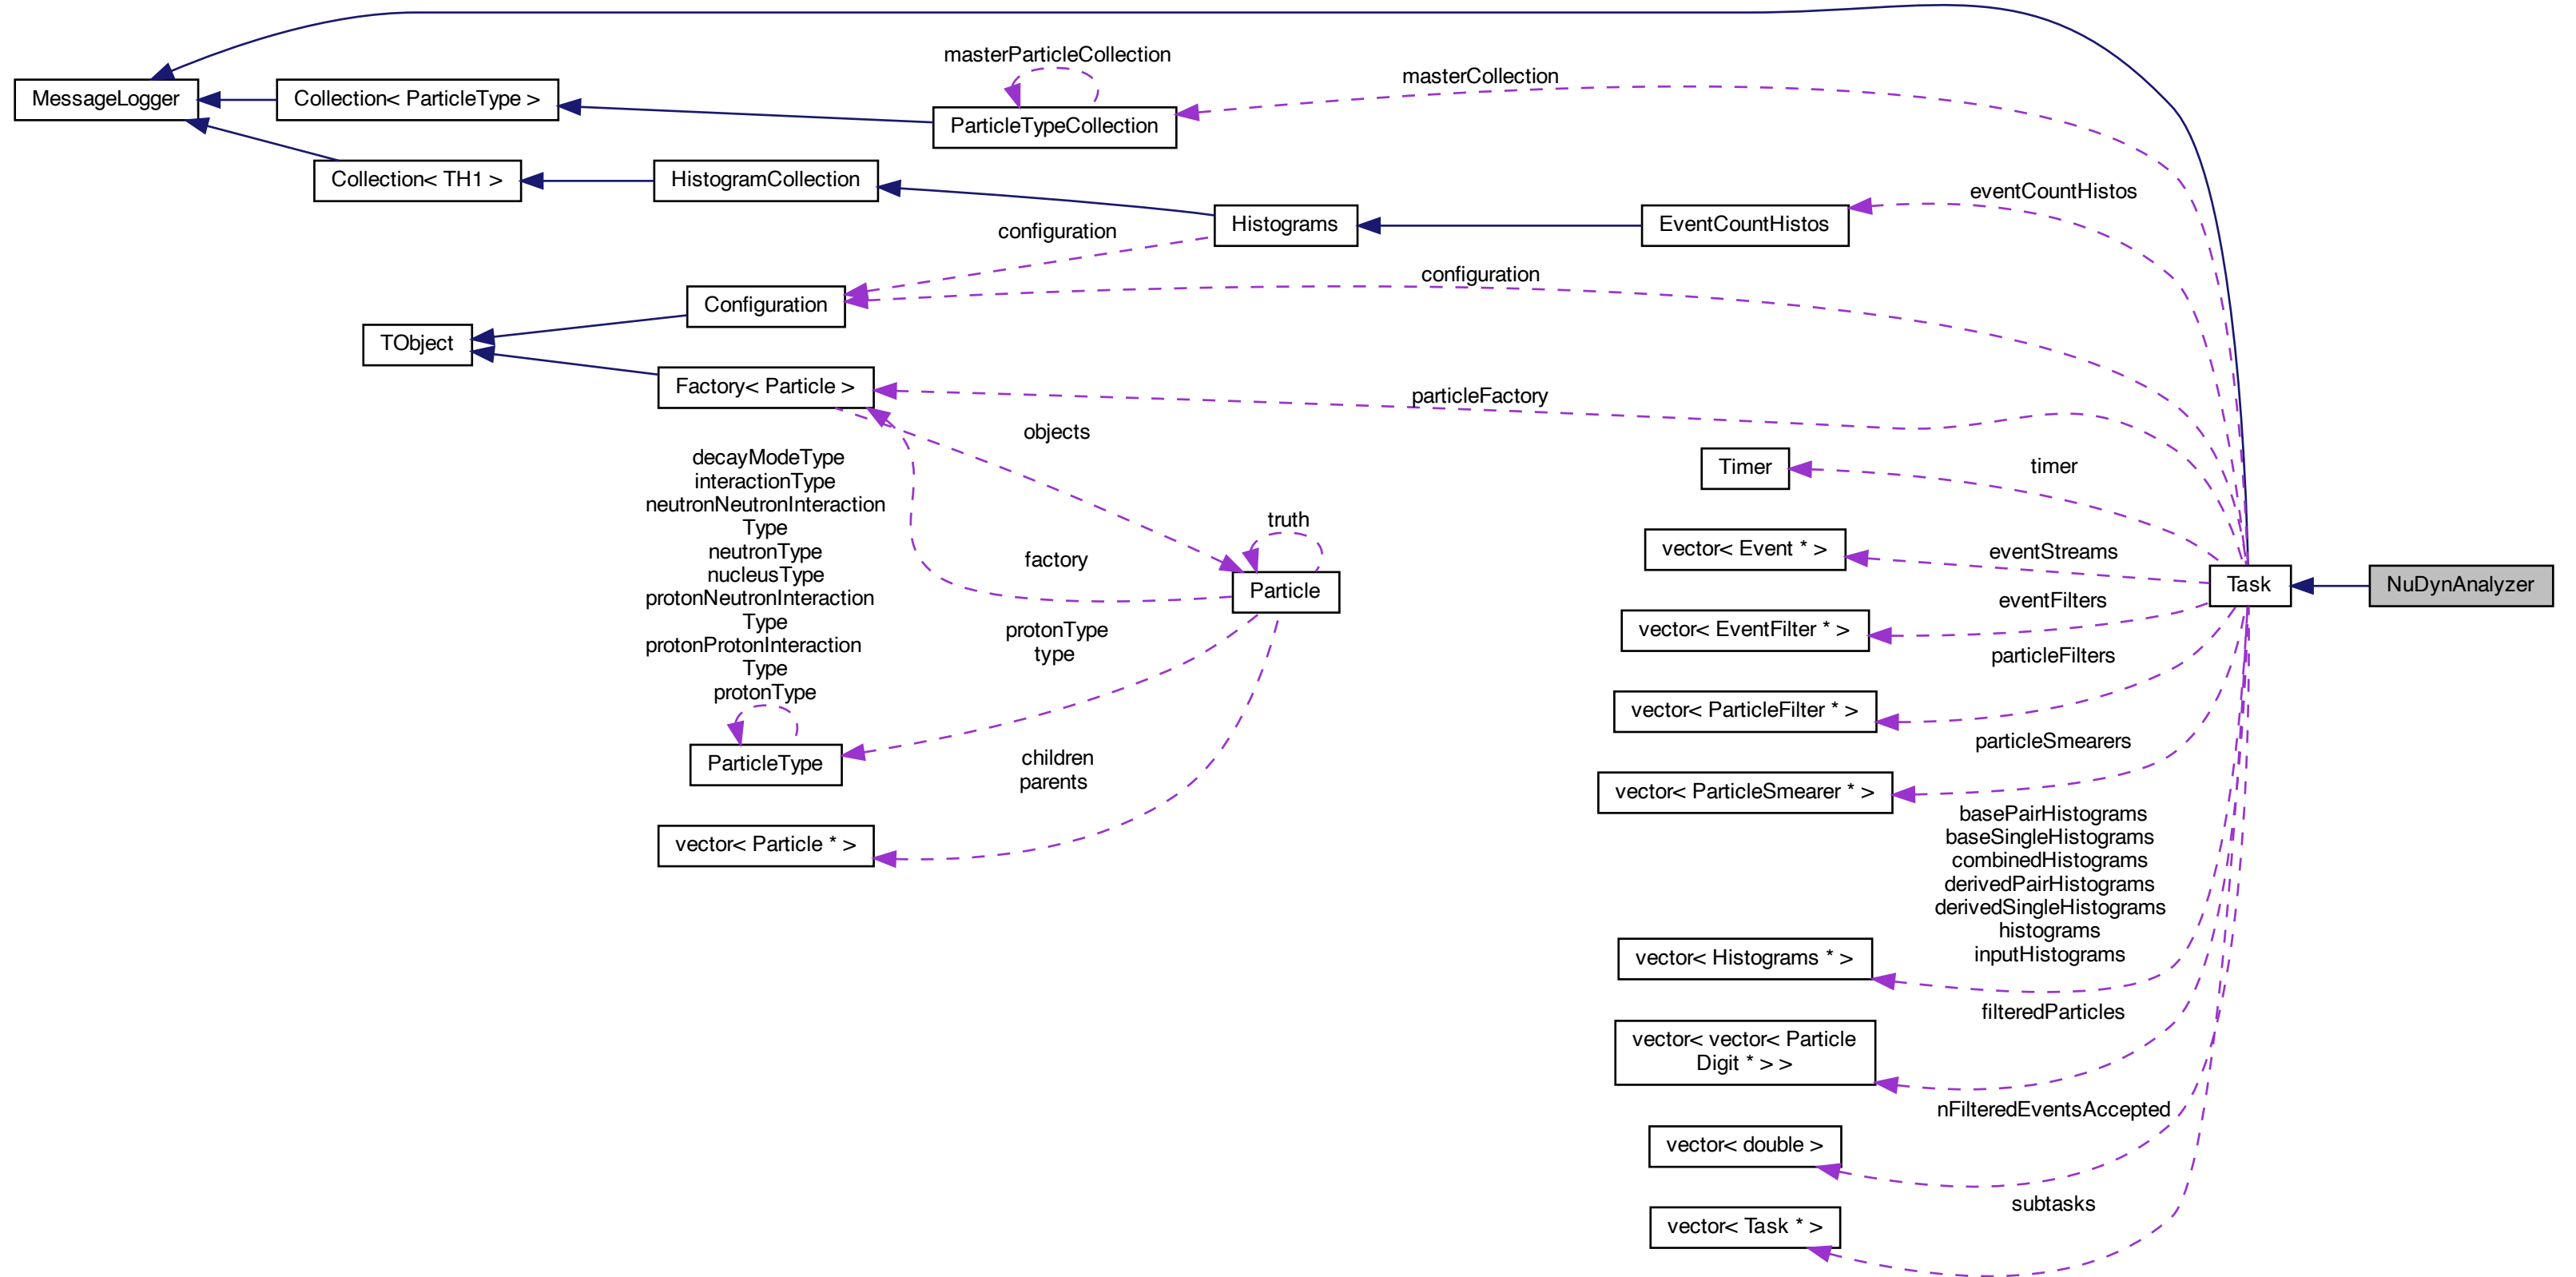 masterParticleCollection
masterCollection
MessageLogger
Collection< ParticleType >
ParticleTypeCollection
Collection< TH1 >
HistogramCollection
eventCountHistos
Histograms
EventCountHistos
configuration
configuration
Configuration
TObject
Factory< Particle >
particleFactory
objects
decayModeType
interactionType
neutronNeutronInteraction
Type
neutronType
nucleusType
protonNeutronInteraction
Type
protonProtonInteraction
Type
protonType
factory
truth
Particle
protonType
type
ParticleType
children
parents
vector< Particle * >
Timer
timer
vector< Event * >
eventStreams
Task
NuDynAnalyzer
eventFilters
vector< EventFilter * >
particleFilters
vector< ParticleFilter * >
particleSmearers
vector< ParticleSmearer * >
basePairHistograms
baseSingleHistograms
combinedHistograms
derivedPairHistograms
derivedSingleHistograms
histograms
inputHistograms
vector< Histograms * >
filteredParticles
vector< vector< Particle
Digit * > >
nFilteredEventsAccepted
vector< double >
subtasks
vector< Task * >